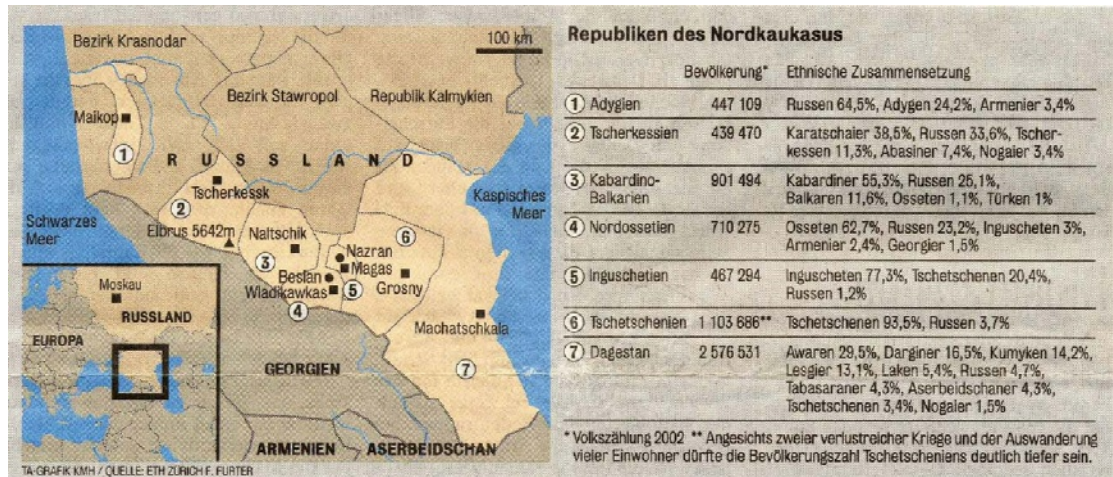 Bezirk Krasnodar
100 km
Bezirk Stawropol
Republik Kalmykien
Maikop
1
RUSSLAND
Tscherkessk
Kaspisches
Meer
Schwarzes
Meer
2
Elbrus 5642m
Naltschik
6
Nazran
3
Magas
Beslan
Grosny
Wladikawkas
5
4
Moskau
RUSSLAND
Machatschkala
EUROPA
GEORGIEN
7
ARMENIEN
ASERBEIDSCHAN
TA-GRAFIK KMH / QUELLE: ETH ZÜRICH F. FURTER
Republiken des Nordkaukasus
Bevölkerung* Ethnische Zusammensetzung
1 Adygien 447 109 Russen 64,5%, Adygen 24,2%, Armenier 3,4%
2 Tscherkessien 439 470 Karatschaier 38,5%, Russen 33,6%, Tscher-
kessen 11,3%, Abasiner 7,4%, Nogaier 3,4%
3 Kabardino- 901 494 Kabardiner 55,3%, Russen 25,1%,
Balkarien Balkaren 11,6%, Osseten 1,1%, Türken 1%
4 Nordossetien 710 275 Osseten 62,7%, Russen 23,2%, Inguscheten 3%,
Armenier 2,4%, Georgier 1,5%
5 Inguschetien 467 294 Inguscheten 77,3%, Tschetschenen 20,4%,
Russen 1,2%
6 Tschetschenien 1 103 686** Tschetschenen 93,5%, Russen 3,7%
7 Dagestan 2 576 531 Awaren 29,5%, Darginer 16,5%, Kumyken 14,2%,
Lesgier 13,1%, Laken 5,4%, Russen 4,7%,
Tabasaraner 4,3%, Aserbeidschaner 4,3%,
Tschetschenen 3,4%, Nogaier 1,5%
* Volkszählung 2002 ** Angesichts zweier verlustreicher Kriege und der Auswanderung
vieler Einwohner dürfte die Bevölkerungszahl Tschetscheniens deutlich tiefer sein.